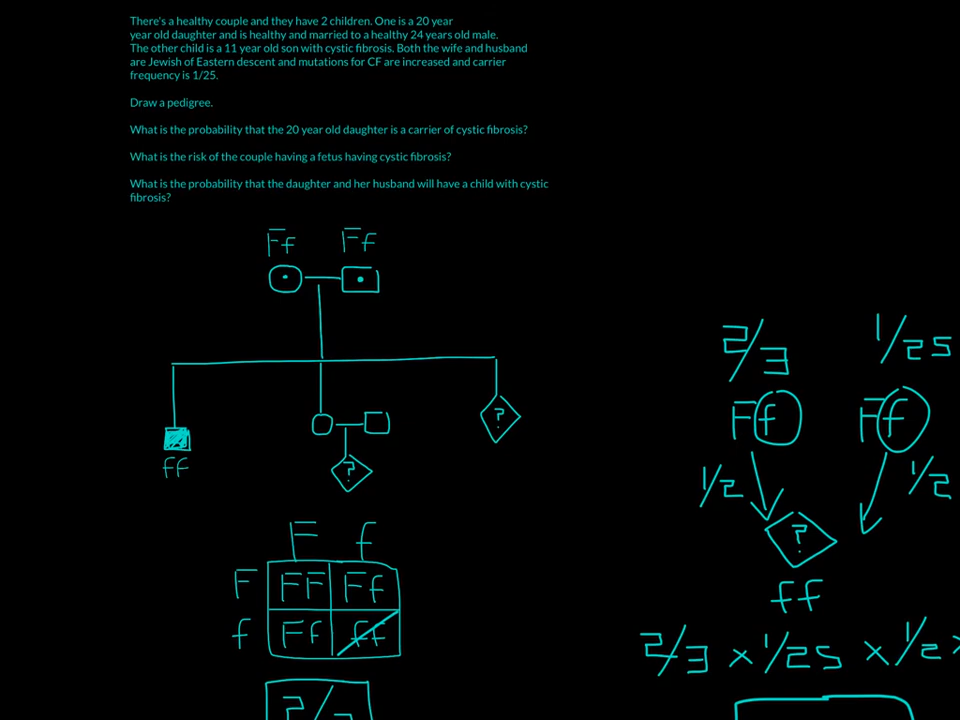 There's a healthy couple and they have 2 children. One is a 20 year
year old daughter and is healthy and married to a healthy 24 years old male.
The other child is a 11 year old son with cystic fibrosis. Both the wife and husband
are Jewish of Eastern descent and mutations for CF are increased and carrier
frequency is 1/25.
Draw a pedigree.
What is the probability that the 20 year old daughter is a carrier of cystic fibrosis?
What is the risk of the couple having a fetus having cystic fibrosis?
What is the probability that the daughter and her husband will have a child with cystic
fibrosis?
Ff Ff
?
ff
?
F f
F FF Ff
f Ff ff
2/3 1/25
Ff Ff
1/2 1/2
?
ff
2/3 x 1/25 x 1/2 x